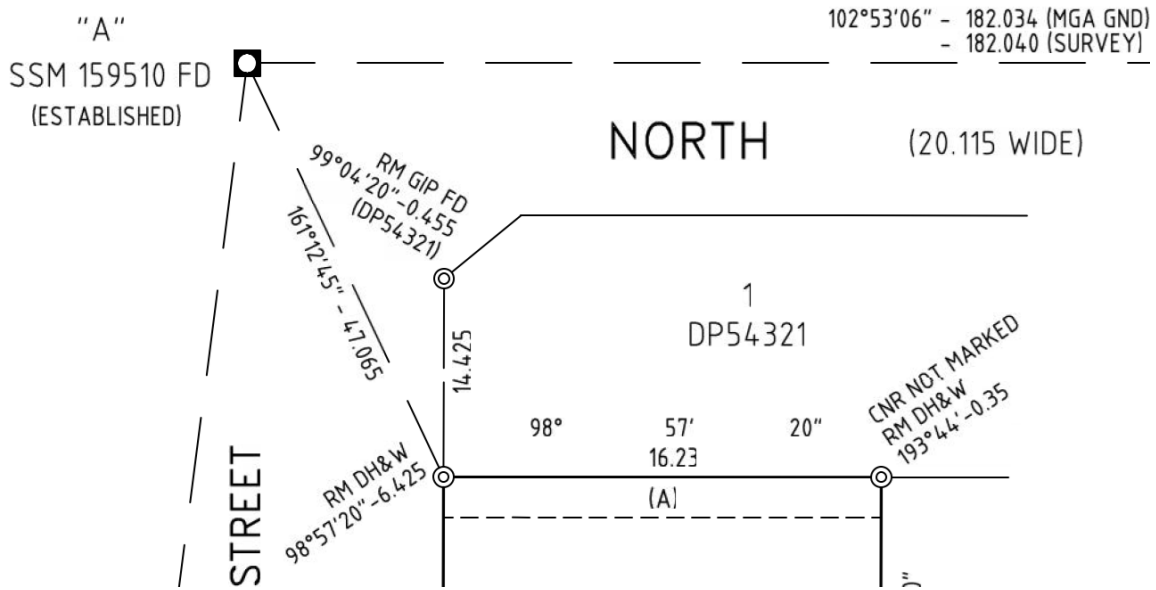 "A"
SSM 159510 FD
(ESTABLISHED)
102°53'06" - 182.034 (MGA GND)
- 182.040 (SURVEY)
NORTH
(20.115 WIDE)
RM GIP FD
99°04'20"-0.455
(DP54321)
161°12'45" - 47.065
14.425
1
DP54321
CNR NOT MARKED
RM DH&W
193°44'-0.35
98° 57' 20"
16.23
(A)
RM DH&W
98°57'20"-6.425
STREET
0"